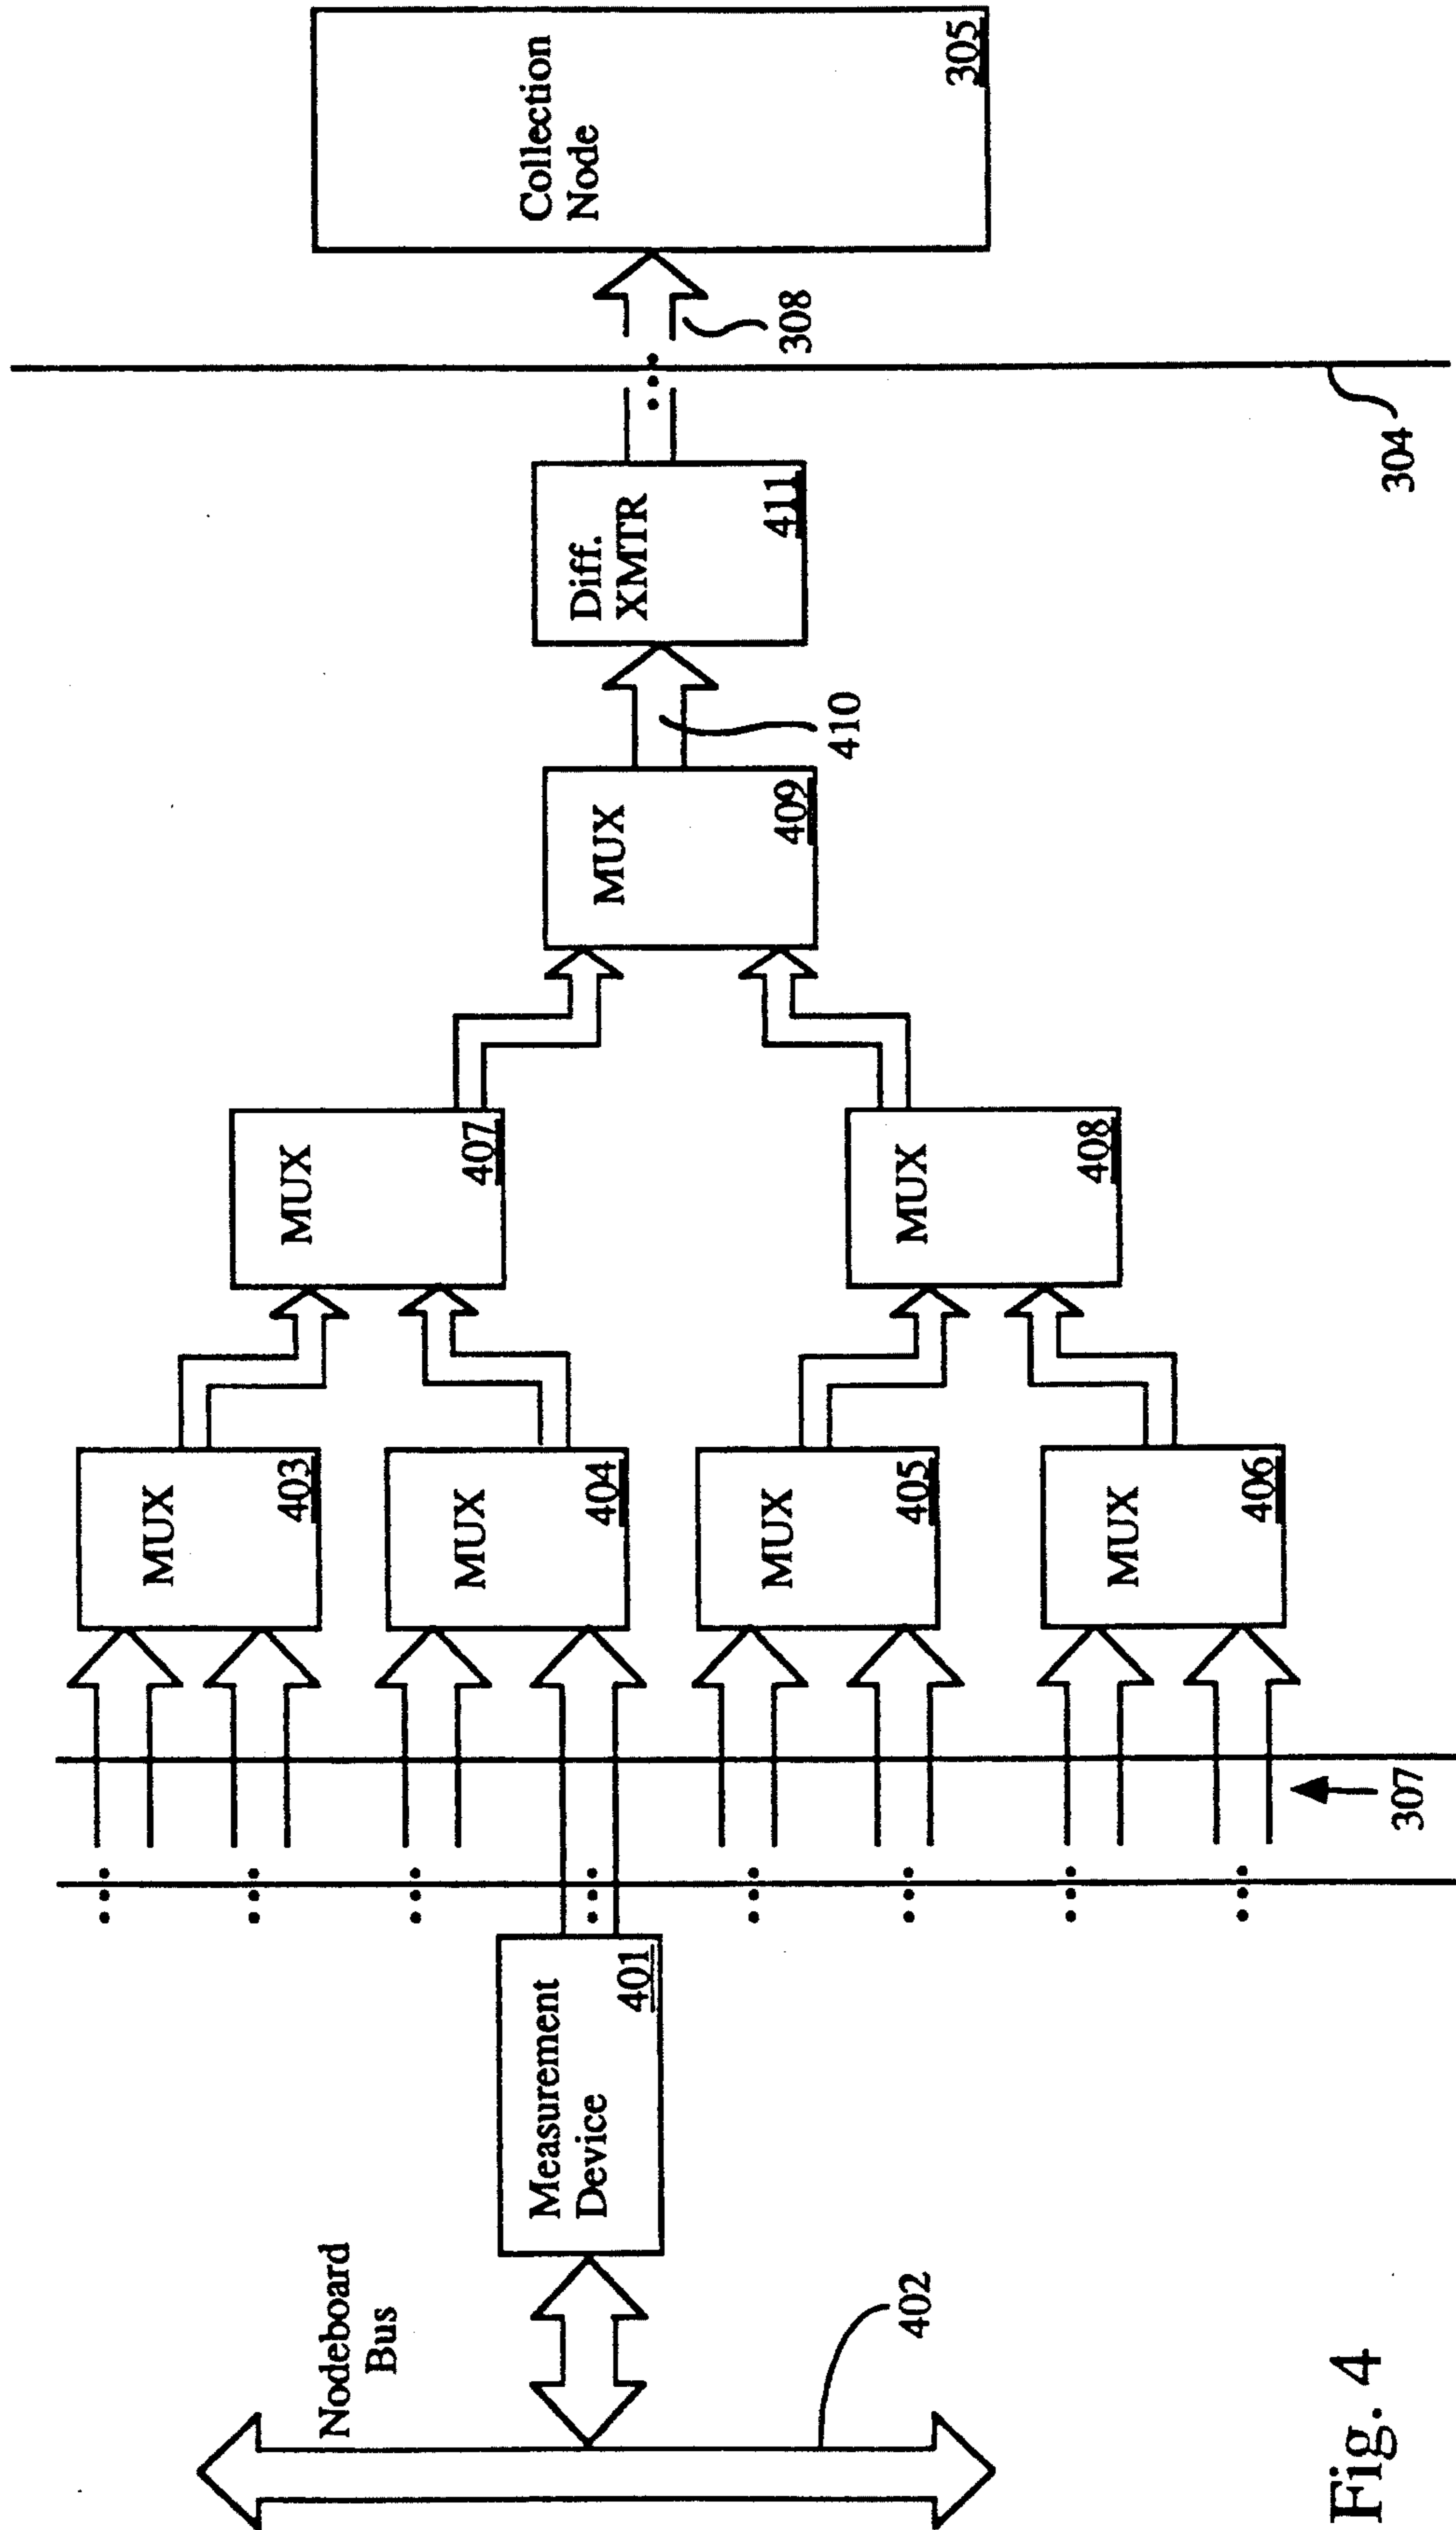 Nodeboard
Bus
402
Measurement
Device
401
307
MUX
403
MUX
404
MUX
405
MUX
406
MUX
407
MUX
408
MUX
409
410
Diff.
XMTR
411
308
304
Collection
Node
305
Fig. 4